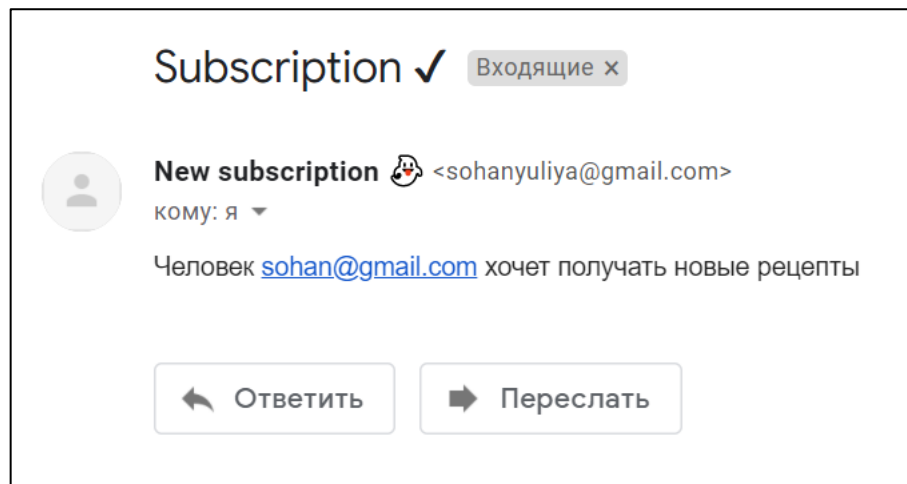 Subscription ✓ Входящие ×
New subscription 👻 <sohanyuliya@gmail.com>
кому: я
Человек sohan@gmail.com хочет получать новые рецепты
Ответить Переслать